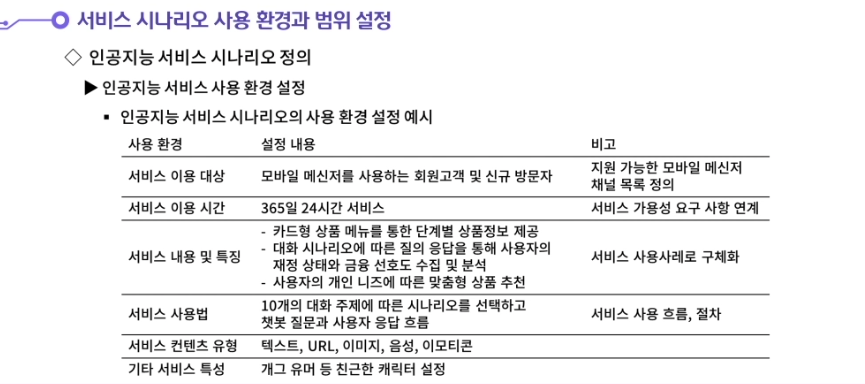 서비스 시나리오 사용 환경과 범위 설정
◇ 인공지능 서비스 시나리오 정의
▶ 인공지능 서비스 사용 환경 설정
▪ 인공지능 서비스 시나리오의 사용 환경 설정 예시
사용 환경 설정 내용 비고
서비스 이용 대상 모바일 메신저를 사용하는 회원고객 및 신규 방문자 지원 가능한 모바일 메신저
채널 목록 정의
서비스 이용 시간 365일 24시간 서비스 서비스 가용성 요구 사항 연계
서비스 내용 및 특징 - 카드형 상품 메뉴를 통한 단계별 상품정보 제공
- 대화 시나리오에 따른 질의 응답을 통해 사용자의
재정 상태와 금융 선호도 수집 및 분석
- 사용자의 개인 니즈에 따른 맞춤형 상품 추천
서비스 사용사례로 구체화
서비스 사용법 10개의 대화 주제에 따른 시나리오를 선택하고
챗봇 질문과 사용자 응답 흐름
서비스 사용 흐름, 절차
서비스 컨텐츠 유형 텍스트, URL, 이미지, 음성, 이모티콘
기타 서비스 특성 개그 유머 등 친근한 캐릭터 설정